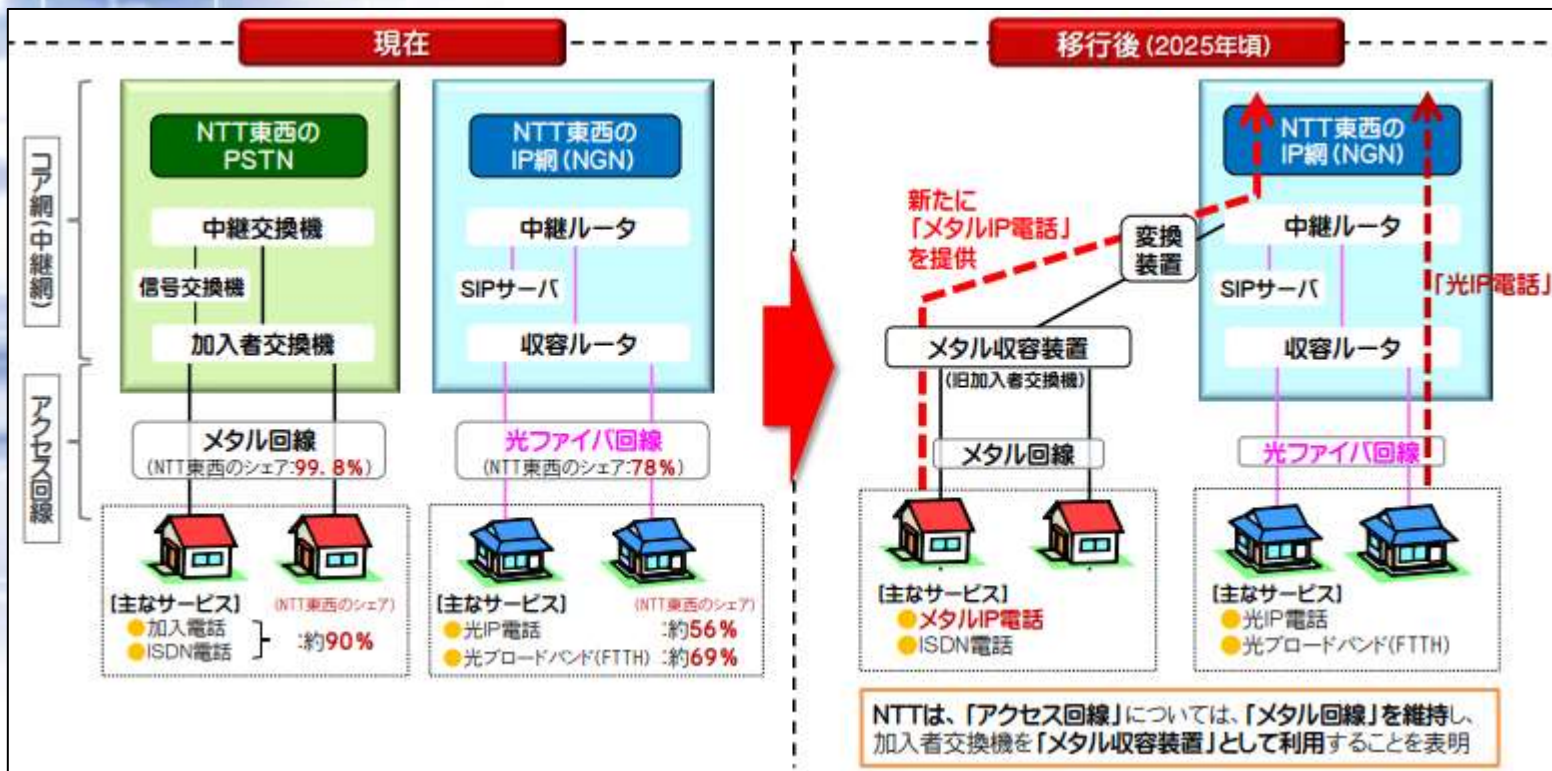 現在
コア網(中継網)
アクセス回線
NTT東西の
PSTN
中継交換機
信号交換機
加入者交換機
メタル回線
(NTT東西のシェア:99.8%)
【主なサービス】
(NTT東西のシェア)
●加入電話
●ISDN電話
:約90%
NTT東西の
IP網(NGN)
中継ルータ
SIPサーバ
収容ルータ
光ファイバ回線
(NTT東西のシェア:78%)
【主なサービス】
(NTT東西のシェア)
●光IP電話 :約56%
●光ブロードバンド(FTTH) :約69%
移行後(2025年頃)
新たに
「メタルIP電話」
を提供
変換
装置
メタル収容装置
(旧加入者交換機)
メタル回線
【主なサービス】
●メタルIP電話
●ISDN電話
NTT東西の
IP網(NGN)
中継ルータ
SIPサーバ
「光IP電話」
収容ルータ
光ファイバ回線
【主なサービス】
●光IP電話
●光ブロードバンド(FTTH)
NTTは、「アクセス回線」については、「メタル回線」を維持し、
加入者交換機を「メタル収容装置」として利用することを表明